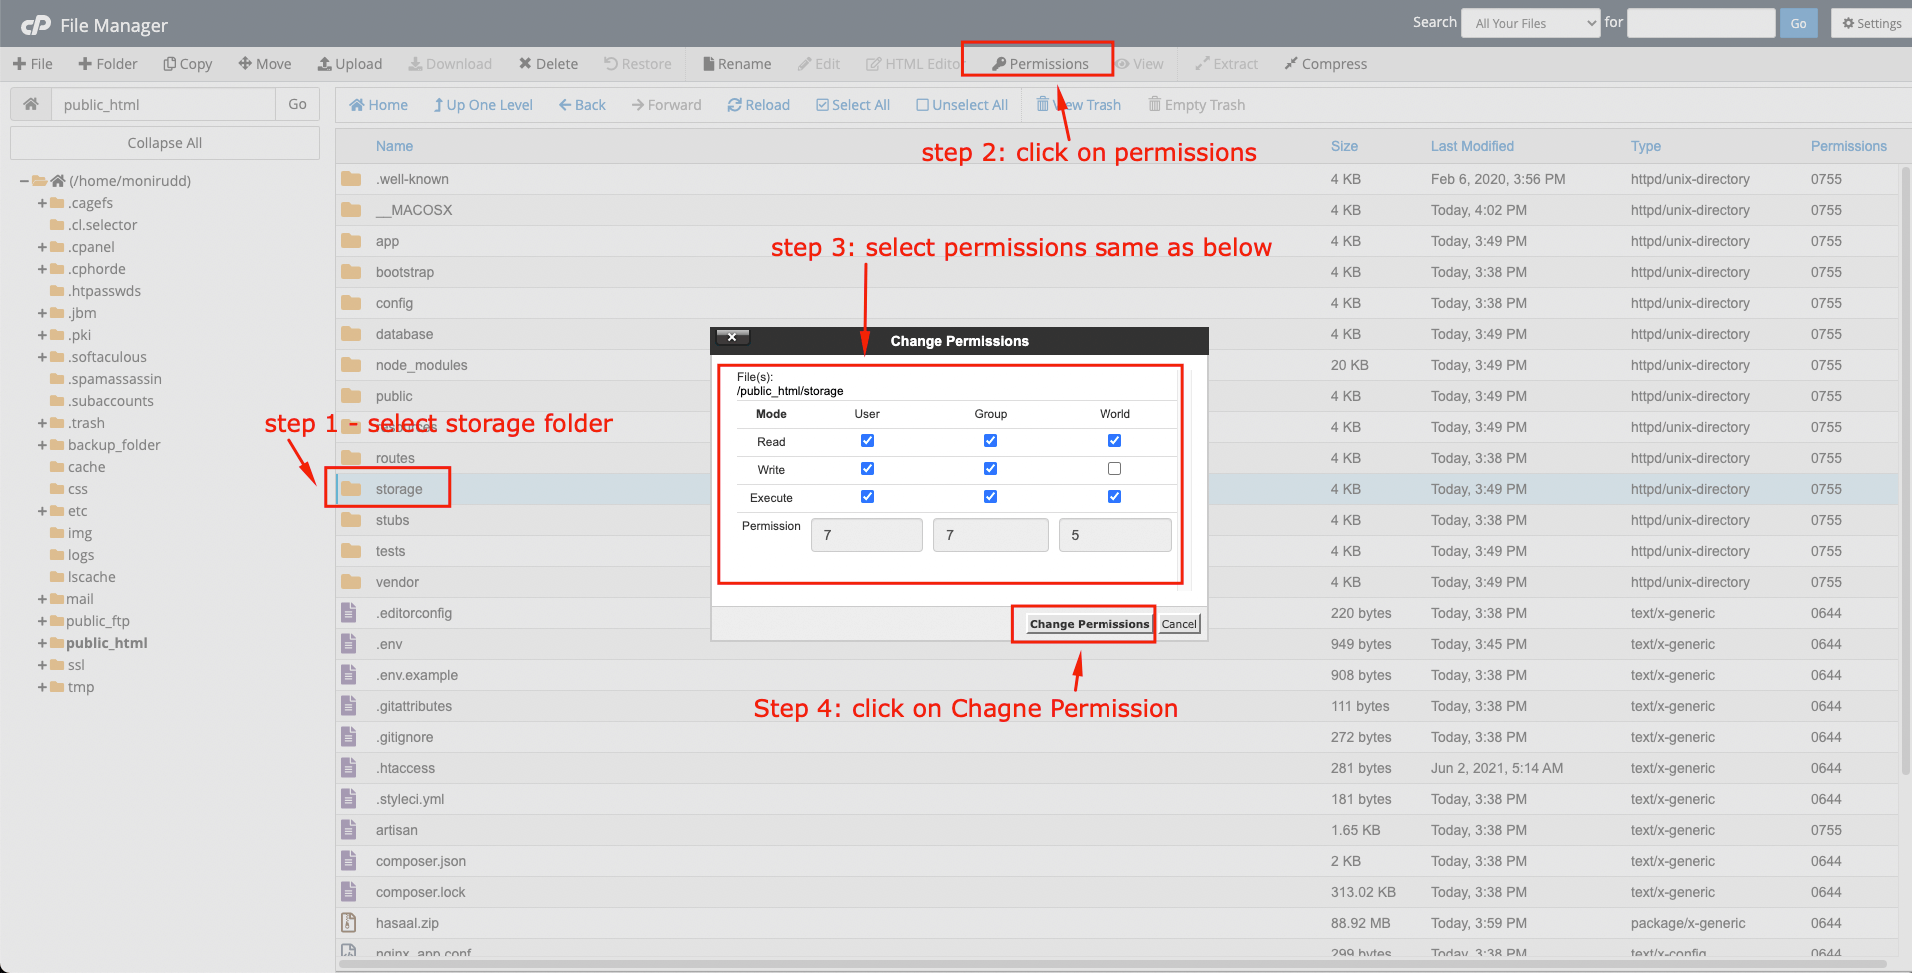 cP File Manager
Search All Your Files for Go Settings
File Folder Copy Move Upload Download Delete Restore Rename Edit HTML Editor Permissions View Extract Compress
public_html Go
Home Up One Level Back Forward Reload Select All Unselect All View Trash Empty Trash
Collapse All
(/home/monirudd)
.cagefs
.cl.selector
.cpanel
.cphorde
.htpasswds
.jbm
.pki
.softaculous
.spamassassin
.subaccounts
.trash
backup_folder
cache
css
etc
img
logs
lscache
mail
public_ftp
public_html
ssl
tmp
Name Size Last Modified Type Permissions
.well-known 4 KB Feb 6, 2020, 3:56 PM httpd/unix-directory 0755
__MACOSX 4 KB Today, 4:02 PM httpd/unix-directory 0755
app 4 KB Today, 3:49 PM httpd/unix-directory 0755
bootstrap 4 KB Today, 3:38 PM httpd/unix-directory 0755
config 4 KB Today, 3:38 PM httpd/unix-directory 0755
database 4 KB Today, 3:49 PM httpd/unix-directory 0755
node_modules 20 KB Today, 3:49 PM httpd/unix-directory 0755
public 4 KB Today, 3:49 PM httpd/unix-directory 0755
resources 4 KB Today, 3:49 PM httpd/unix-directory 0755
routes 4 KB Today, 3:38 PM httpd/unix-directory 0755
storage 4 KB Today, 3:49 PM httpd/unix-directory 0755
stubs 4 KB Today, 3:38 PM httpd/unix-directory 0755
tests 4 KB Today, 3:49 PM httpd/unix-directory 0755
vendor 4 KB Today, 3:49 PM httpd/unix-directory 0755
.editorconfig 220 bytes Today, 3:38 PM text/x-generic 0644
.env 949 bytes Today, 3:45 PM text/x-generic 0644
.env.example 908 bytes Today, 3:38 PM text/x-generic 0644
.gitattributes 111 bytes Today, 3:38 PM text/x-generic 0644
.gitignore 272 bytes Today, 3:38 PM text/x-generic 0644
.htaccess 281 bytes Jun 2, 2021, 5:14 AM text/x-generic 0644
.styleci.yml 181 bytes Today, 3:38 PM text/x-generic 0644
artisan 1.65 KB Today, 3:38 PM text/x-generic 0755
composer.json 2 KB Today, 3:38 PM text/x-generic 0644
composer.lock 313.02 KB Today, 3:38 PM text/x-generic 0644
hasaal.zip 88.92 MB Today, 3:59 PM package/x-generic 0644
nginx_app.conf 299 bytes Today, 3:38 PM text/x-config 0644
step 1 - select storage folder
step 2: click on permissions
step 3: select permissions same as below
Change Permissions
File(s):
/public_html/storage
Mode User Group World
Read
Write
Execute
Permission 7 7 5
Change Permissions Cancel
Step 4: click on Chagne Permission